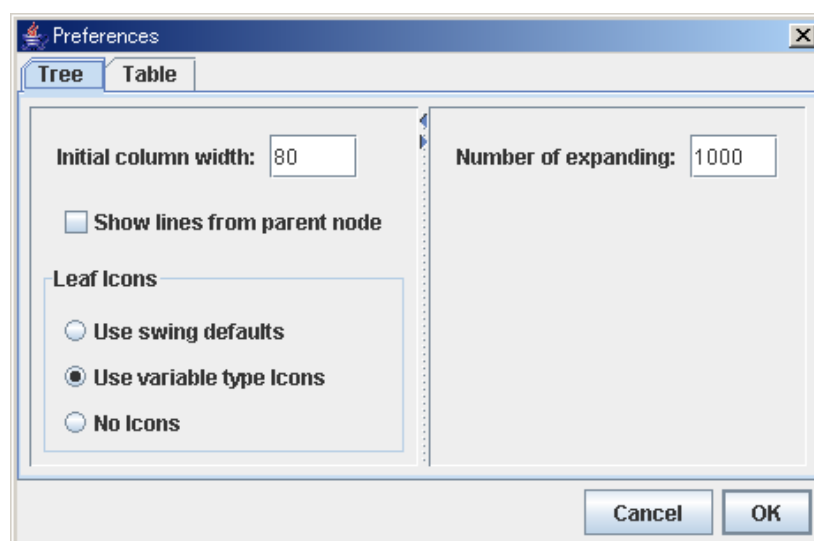 Preferences
Tree Table
Initial column width: 80
Show lines from parent node
Leaf Icons
Use swing defaults
Use variable type Icons
No Icons
Number of expanding: 1000
Cancel OK